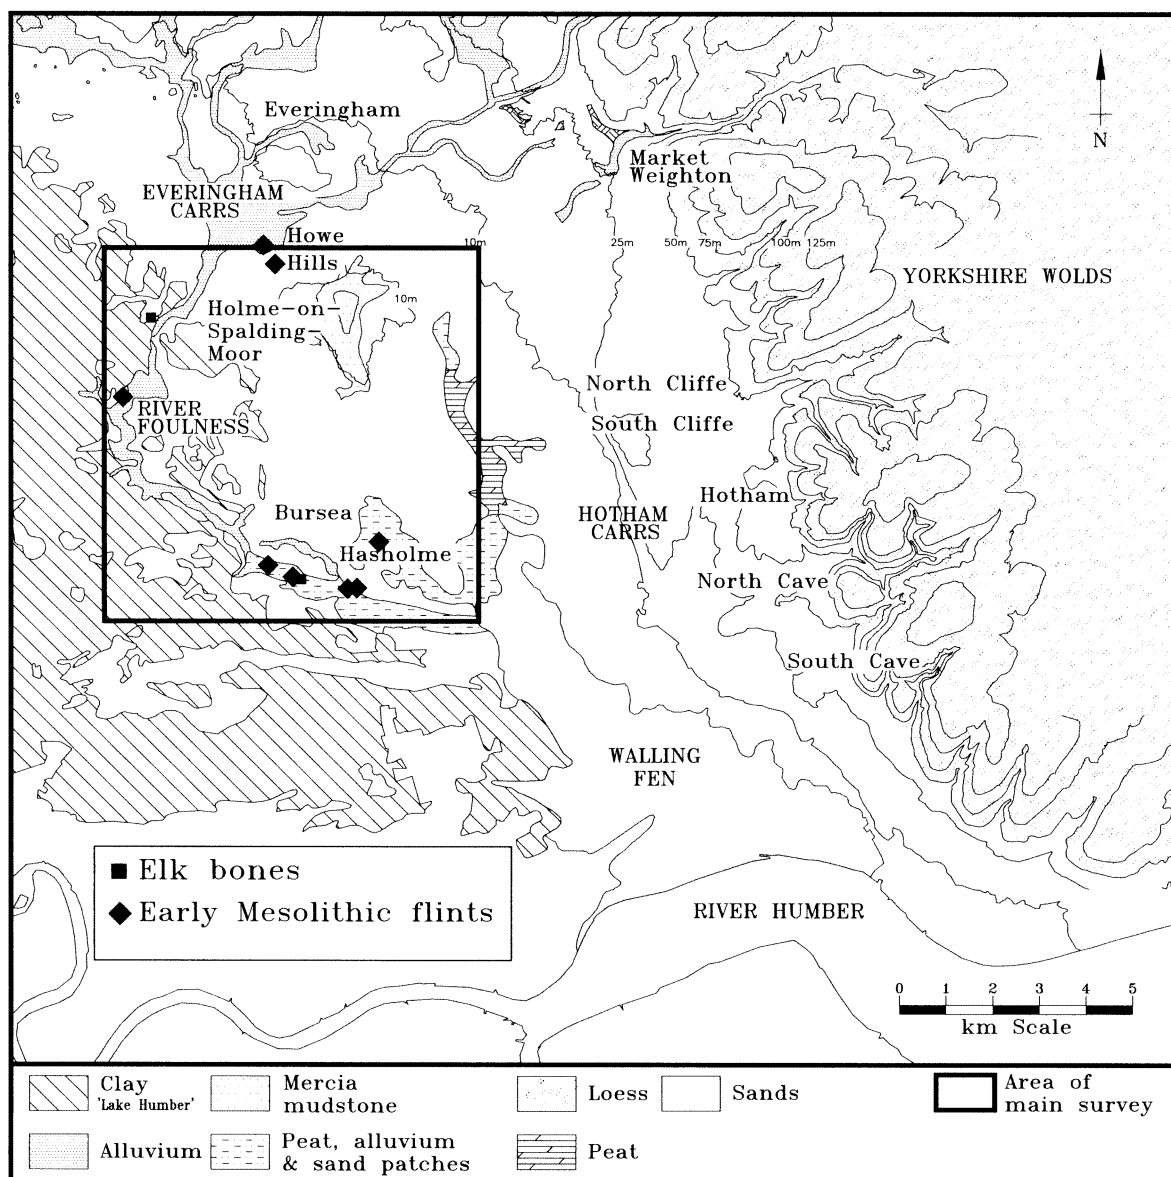 Everingham
N
Market
Weighton
EVERINGHAM
CARRS
Howe
Hills
10m
25m
50m
75m
100m
125m
YORKSHIRE WOLDS
10m
Holme-on-
Spalding-
Moor
North Cliffe
RIVER
FOULNESS
South Cliffe
Hotham
Bursea
HOTHAM
CARRS
Hasholme
North Cave
South Cave
WALLING
FEN
Elk bones
Early Mesolithic flints
RIVER HUMBER
0 1 2 3 4 5
km Scale
Clay
'Lake Humber'
Mercia
mudstone
Loess
Sands
Area of
main survey
Alluvium
Peat, alluvium
& sand patches
Peat